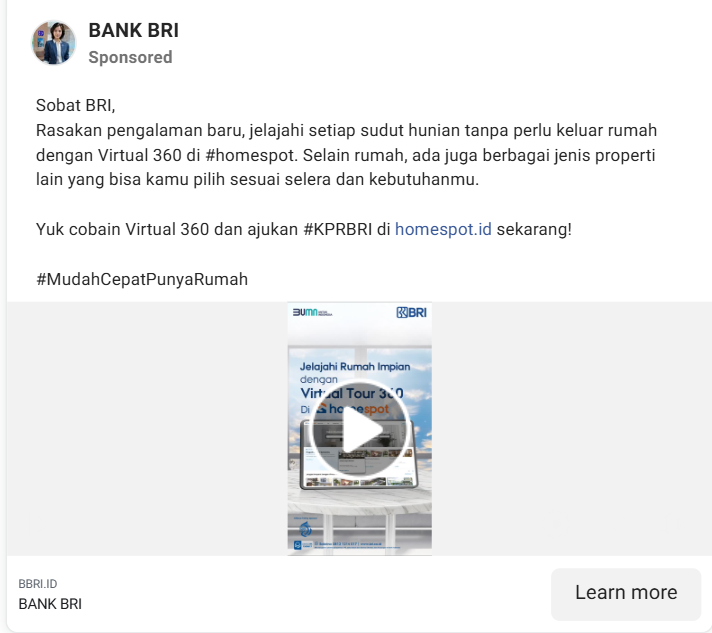 BANK BRI
Sponsored
Sobat BRI,
Rasakan pengalaman baru, jelajahi setiap sudut hunian tanpa perlu keluar rumah
dengan Virtual 360 di #homespot. Selain rumah, ada juga berbagai jenis properti
lain yang bisa kamu pilih sesuai selera dan kebutuhanmu.
Yuk cobain Virtual 360 dan ajukan #KPRBRI di homespot.id sekarang!
#MudahCepatPunyaRumah
BUMN
BRI
Jelajahi Rumah Impian
dengan
Virtual Tour 360
Di homespot
BBRI.ID
BANK BRI
Learn more